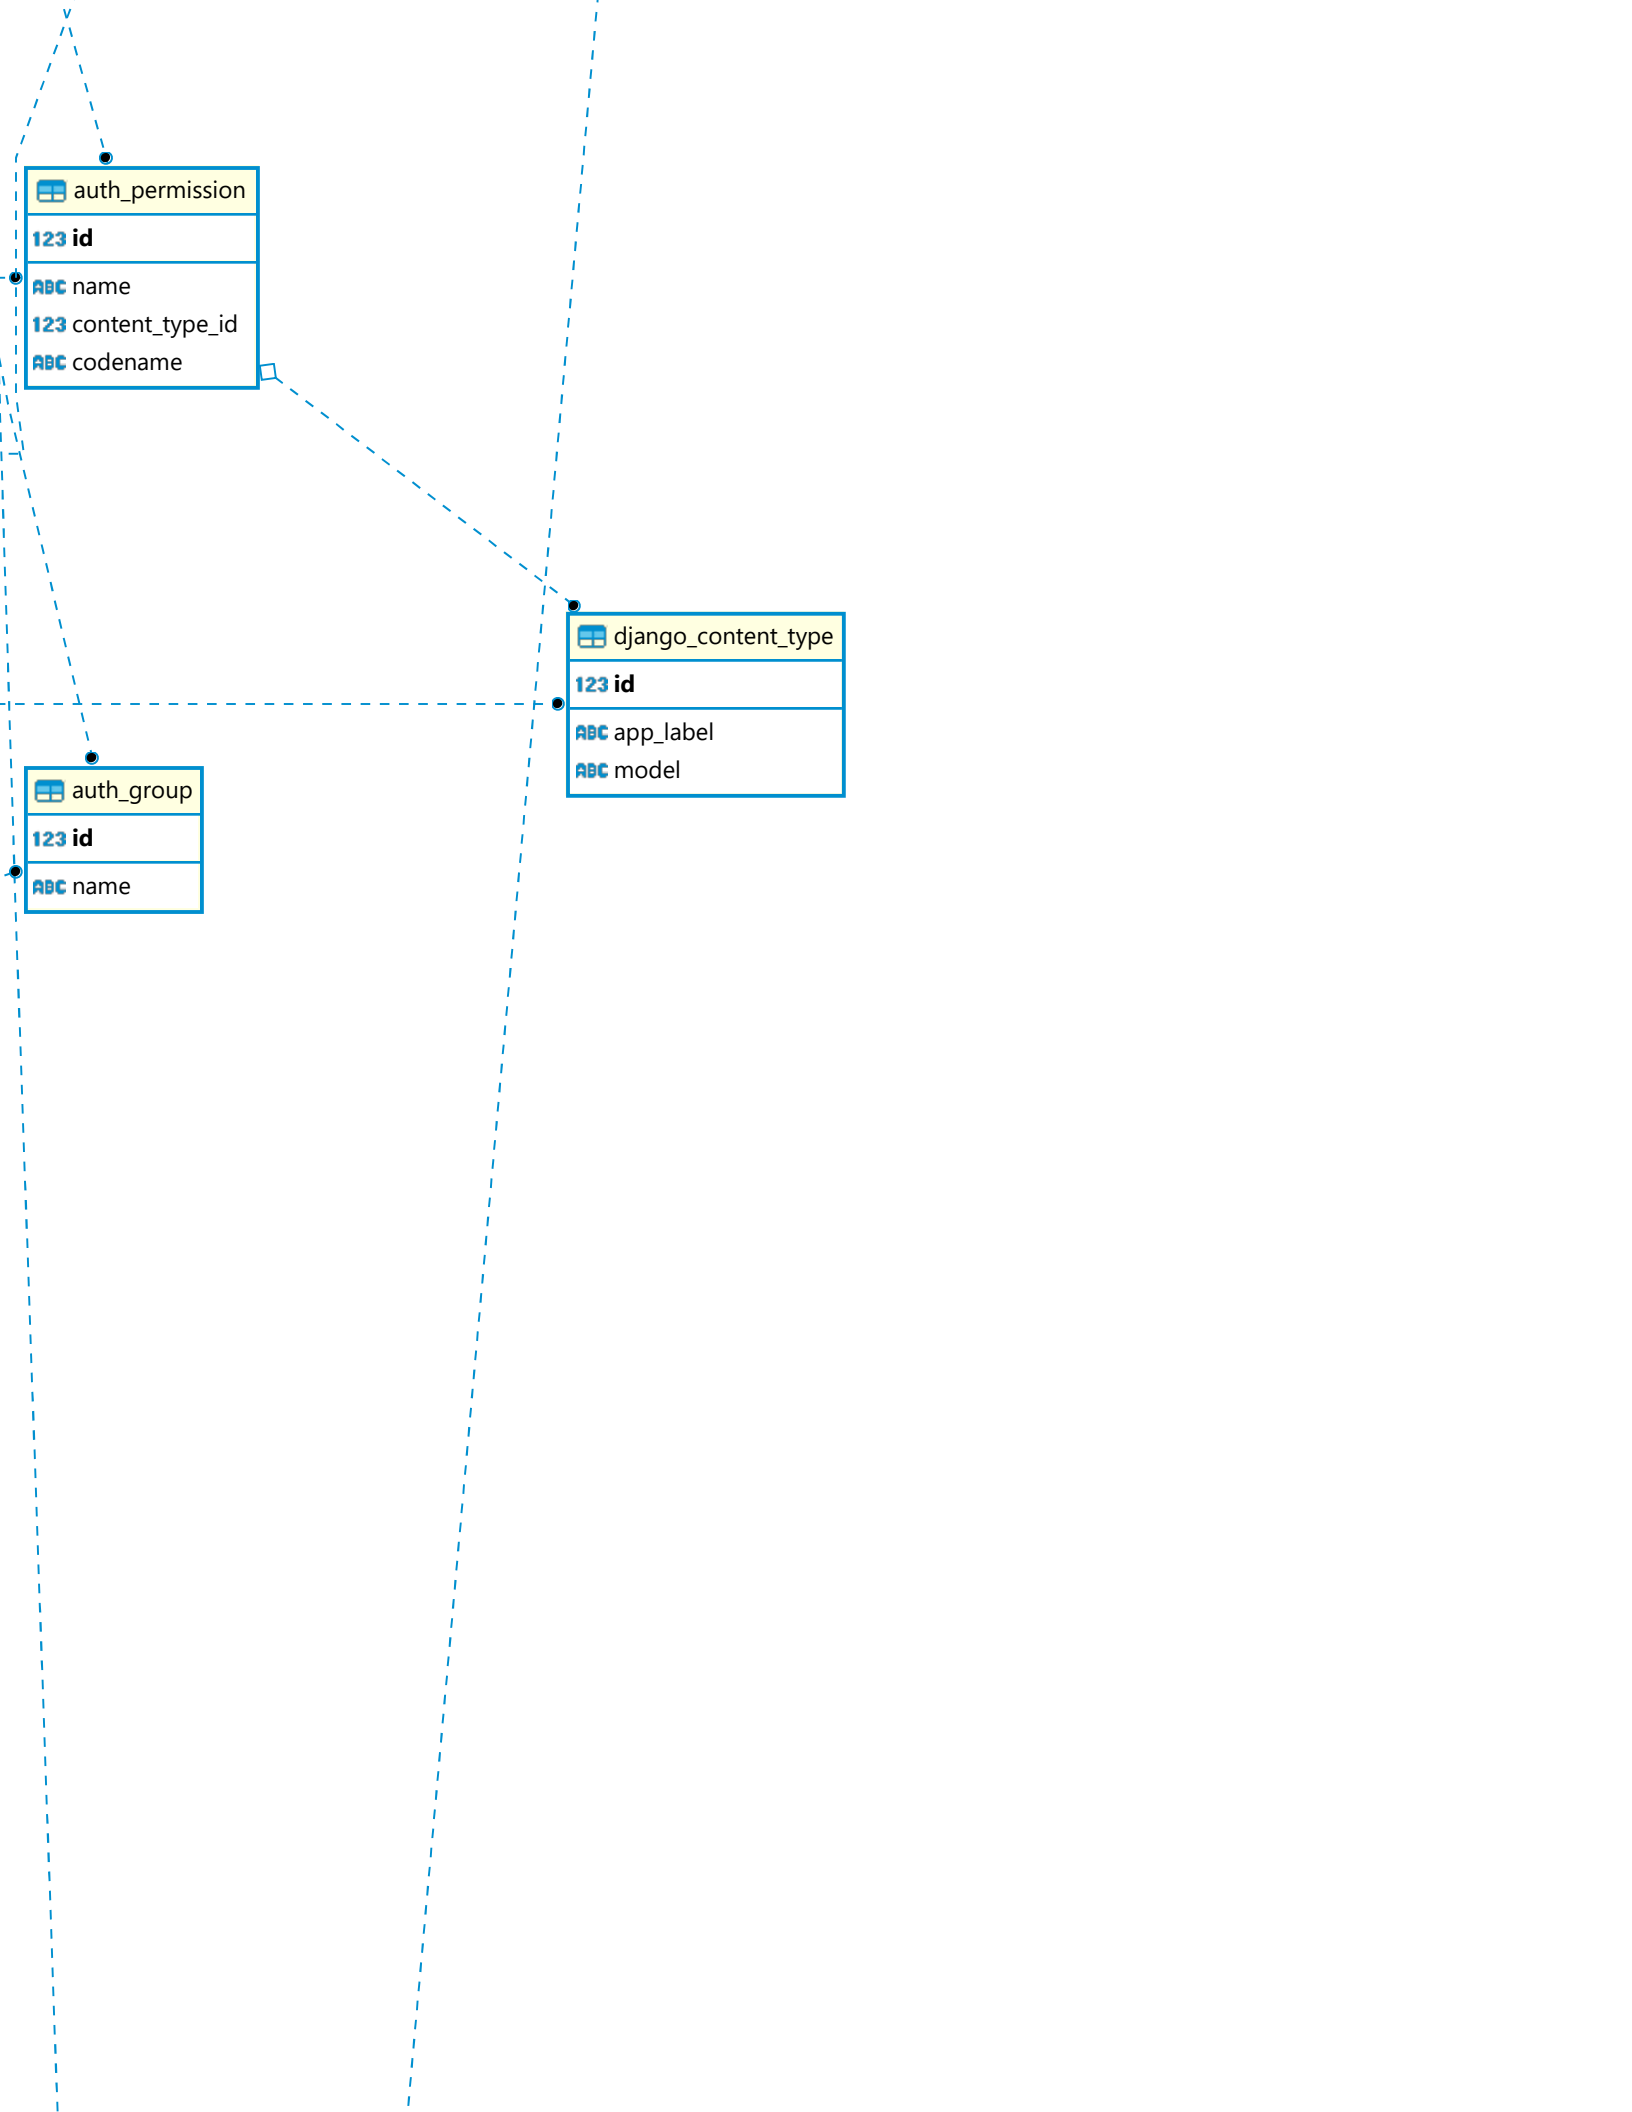 auth_permission
123 id
ABC name
123 content_type_id
ABC codename
django_content_type
123 id
ABC app_label
ABC model
auth_group
123 id
ABC name